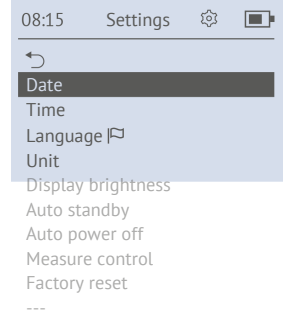 08:15 Settings
Date
Time
Language
Unit
Display brightness
Auto standby
Auto power off
Measure control
Factory reset
---